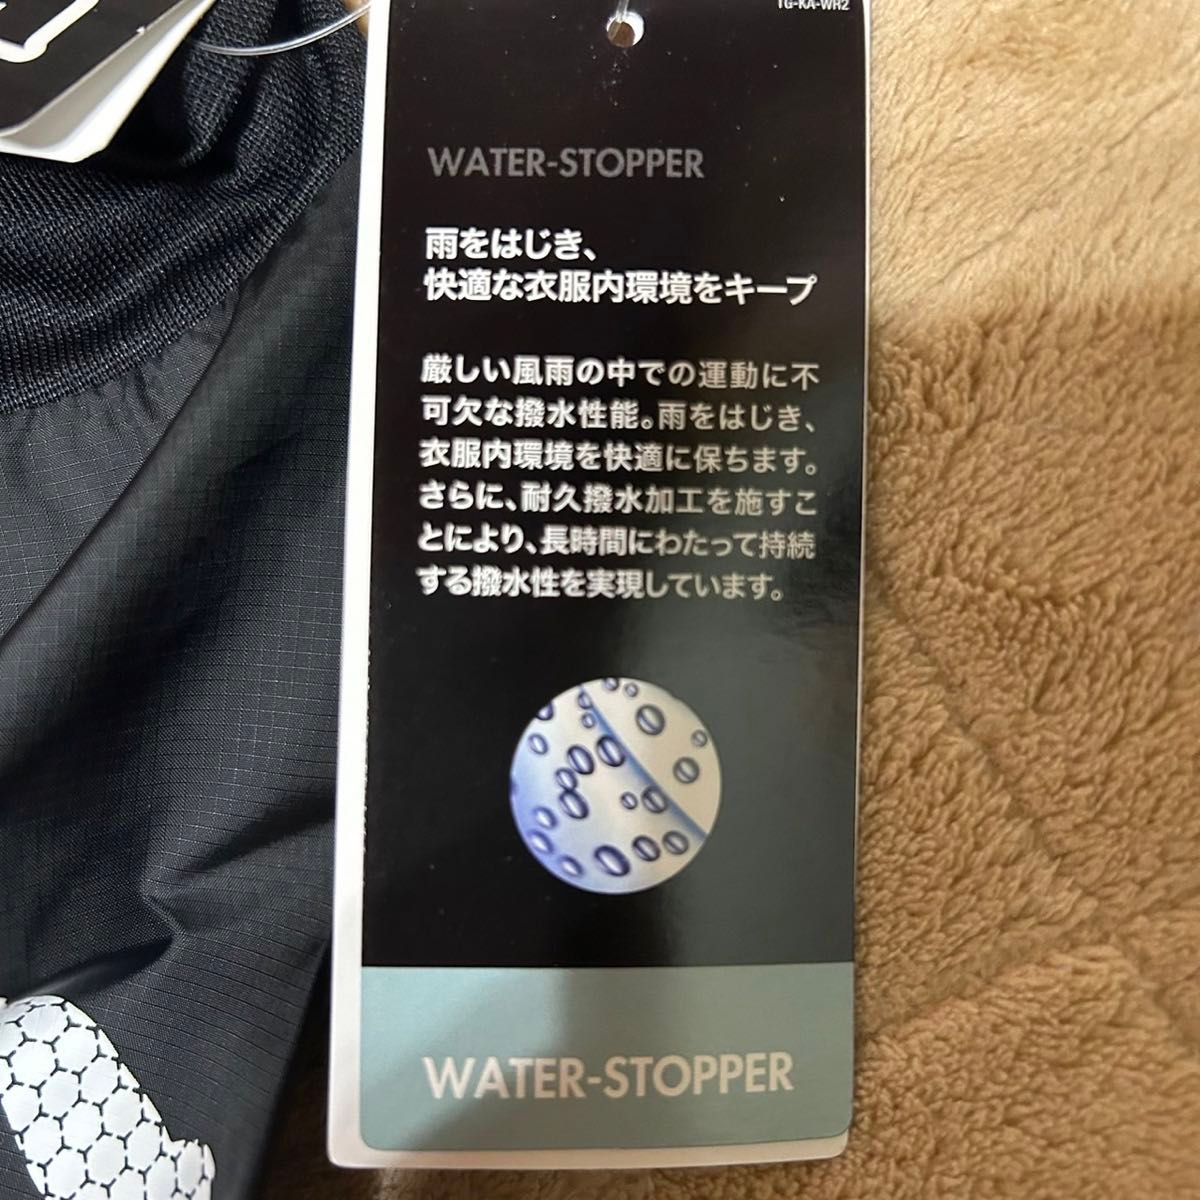 TG-KA-WR2
WATER-STOPPER
雨をはじき、
快適な衣服内環境をキープ
厳しい風雨の中での運動に不
可欠な撥水性能。雨をはじき、
衣服内環境を快適に保ちます。
さらに、耐久撥水加工を施すこ
とにより、長時間にわたって持続
する撥水性を実現しています。
WATER-STOPPER